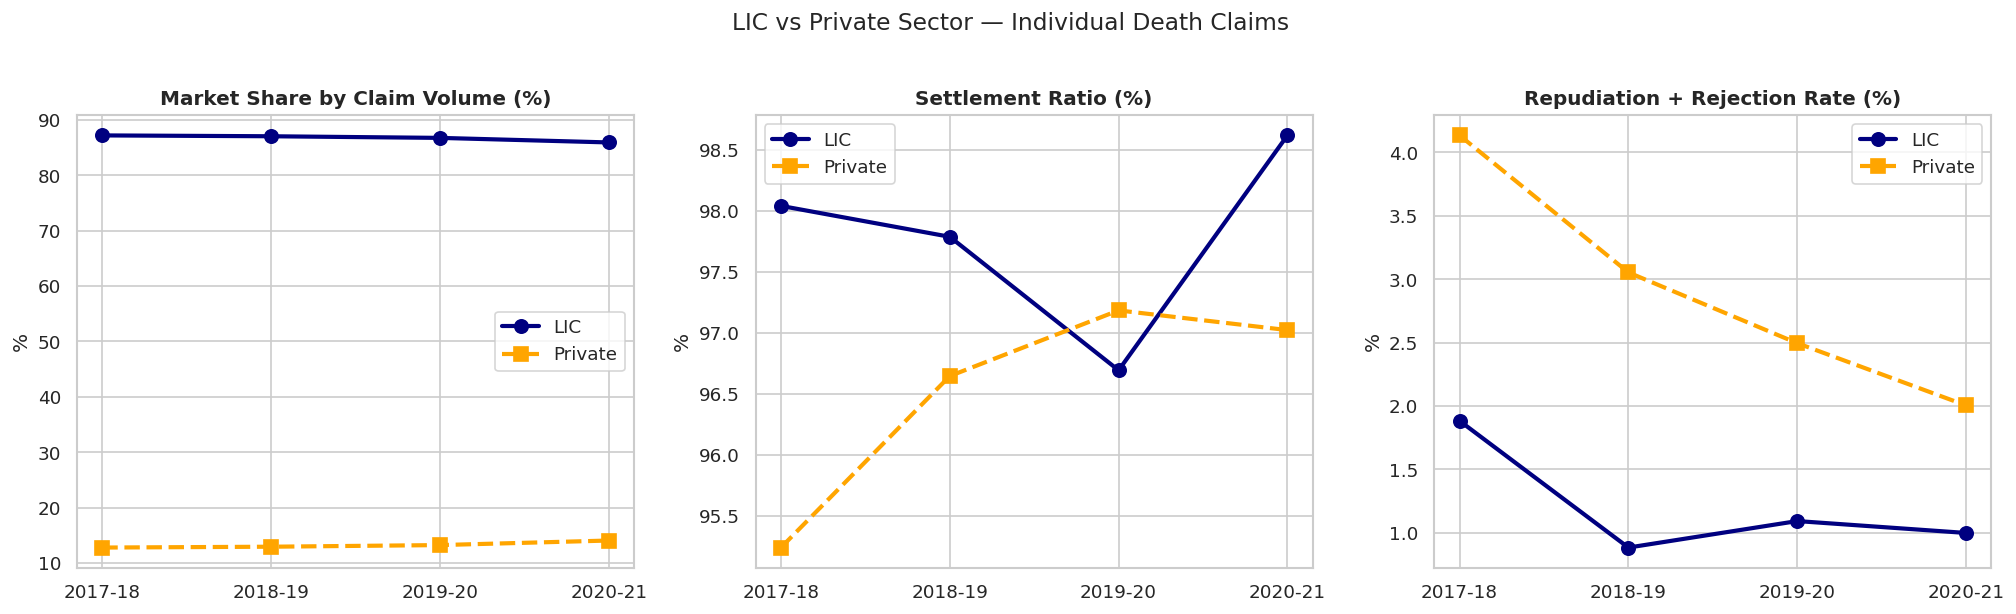 LIC vs Private Sector — Individual Death Claims
Market Share by Claim Volume (%)
90
80
70
60
50
40
30
20
10
%
LIC
Private
2017-18 2018-19 2019-20 2020-21
Settlement Ratio (%)
98.5
98.0
97.5
97.0
96.5
96.0
95.5
%
LIC
Private
2017-18 2018-19 2019-20 2020-21
Repudiation + Rejection Rate (%)
4.0
3.5
3.0
2.5
2.0
1.5
1.0
%
LIC
Private
2017-18 2018-19 2019-20 2020-21